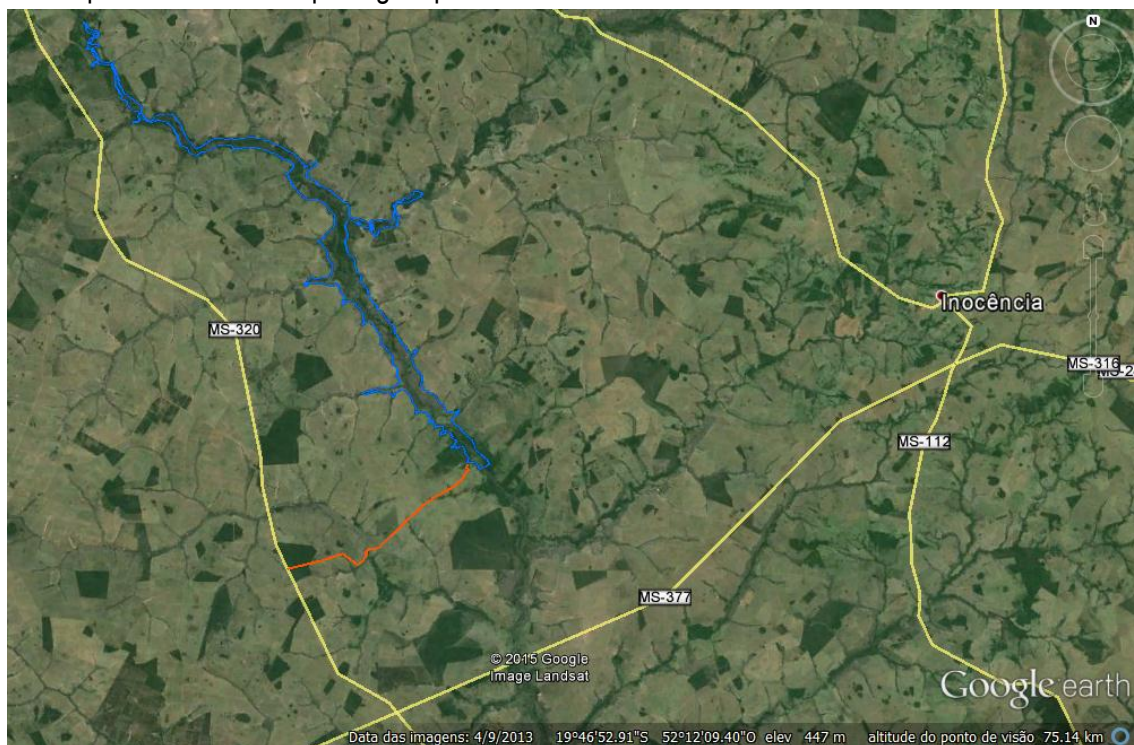 N
MS-320
Inocência
MS-316
MS-2
MS-112
MS-377
© 2015 Google
Image Landsat
Google earth
Data das imagens: 4/9/2013 19°46'52.91"S 52°12'09.40"O elev 447 m altitude do ponto de visão 75.14 km